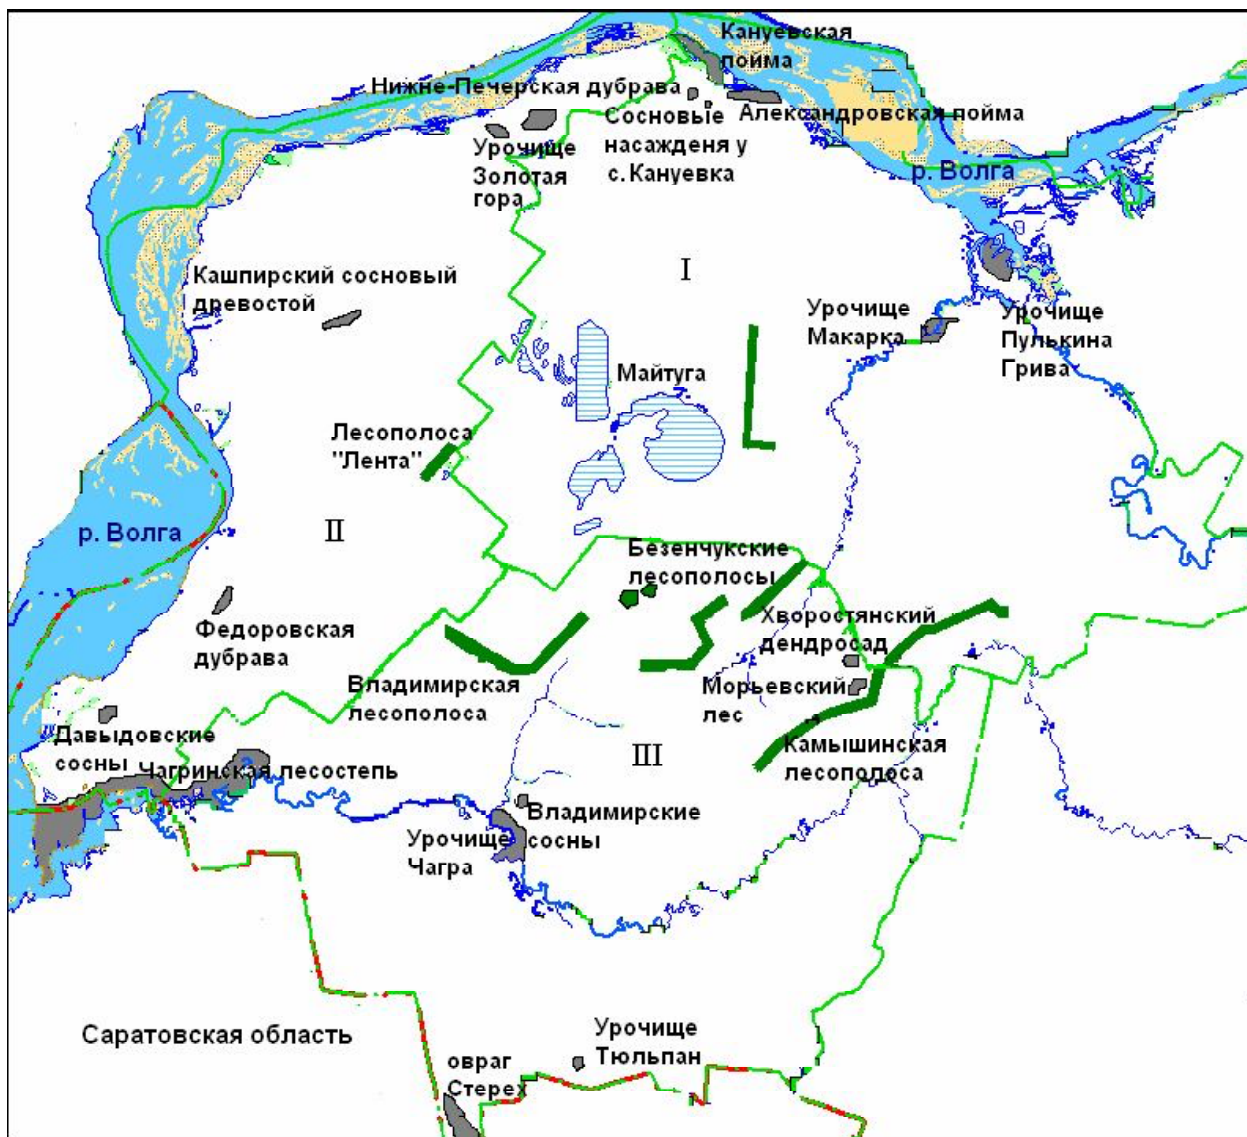 Кануевская
пойма
Нижне-Печерская дубрава
Александровская пойма
Сосновые
насажденя у
с. Кануевка
Урочище
Золотая
гора
р. Волга
I
Кашпирский сосновый
древостой
Урочище
Макарка
Урочище
Пулькина
Грива
Майтуга
Лесополоса
"Лента"
р. Волга
II
Безенчукские
лесополосы
Хворостянский
дендросад
Федоровская
дубрава
Владимирская
лесополоса
Морьевский
лес
Давыдовские
сосны
Чагринская лесостепь
III
Камышинская
лесополоса
Владимирские
сосны
Урочище
Чагра
Саратовская область
Урочище
Тюльпан
овраг
Стерех